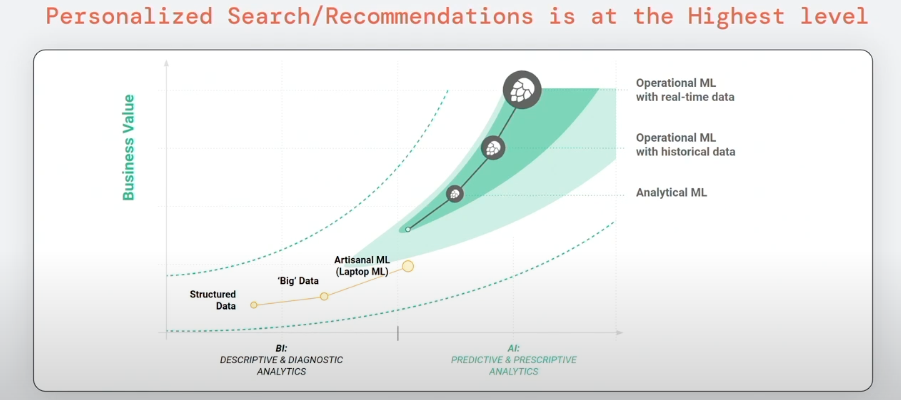 Personalized Search/Recommendations is at the Highest level
Business Value
Operational ML
with real-time data
Operational ML
with historical data
Analytical ML
Artisanal ML
(Laptop ML)
'Big' Data
Structured
Data
BI:
DESCRIPTIVE & DIAGNOSTIC
ANALYTICS
AI:
PREDICTIVE & PRESCRIPTIVE
ANALYTICS